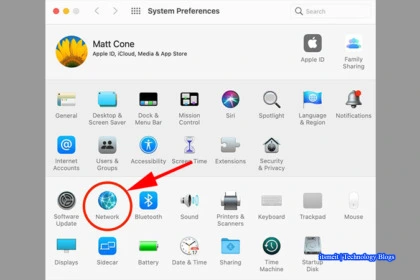 System Preferences
Search
Matt Cone
Apple ID, iCloud, Media & App Store
Apple ID
Family
Sharing
General
Desktop &
Screen Saver
Dock &
Menu Bar
Mission
Control
Siri
Spotlight
Language
& Region
Notifications
Internet
Accounts
Users &
Groups
Accessibility
Screen Time
Extensions
Security
& Privacy
Software
Update
Network
Bluetooth
Sound
Printers &
Scanners
Keyboard
Trackpad
Mouse
Displays
Sidecar
Battery
Date & Time
Sharing
Time
Machine
Startup
Disk